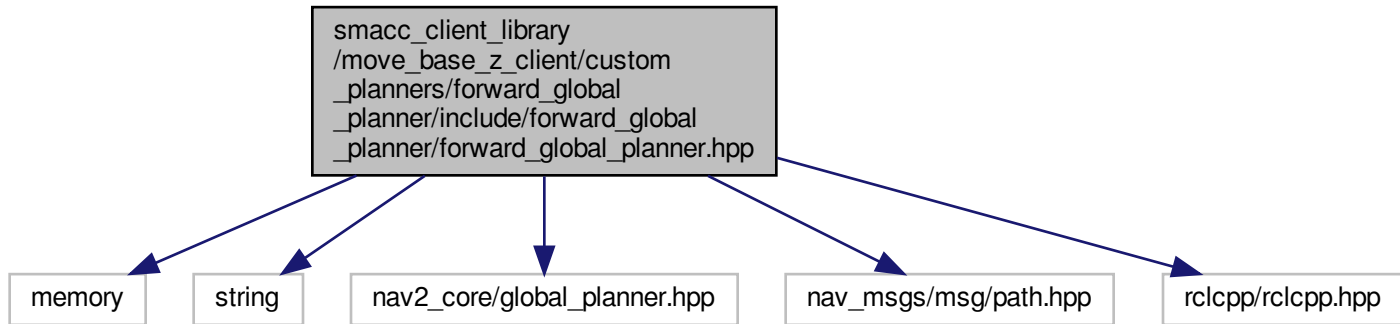 smacc_client_library
/move_base_z_client/custom
_planners/forward_global
_planner/include/forward_global
_planner/forward_global_planner.hpp
memory
string
nav2_core/global_planner.hpp
nav_msgs/msg/path.hpp
rclcpp/rclcpp.hpp